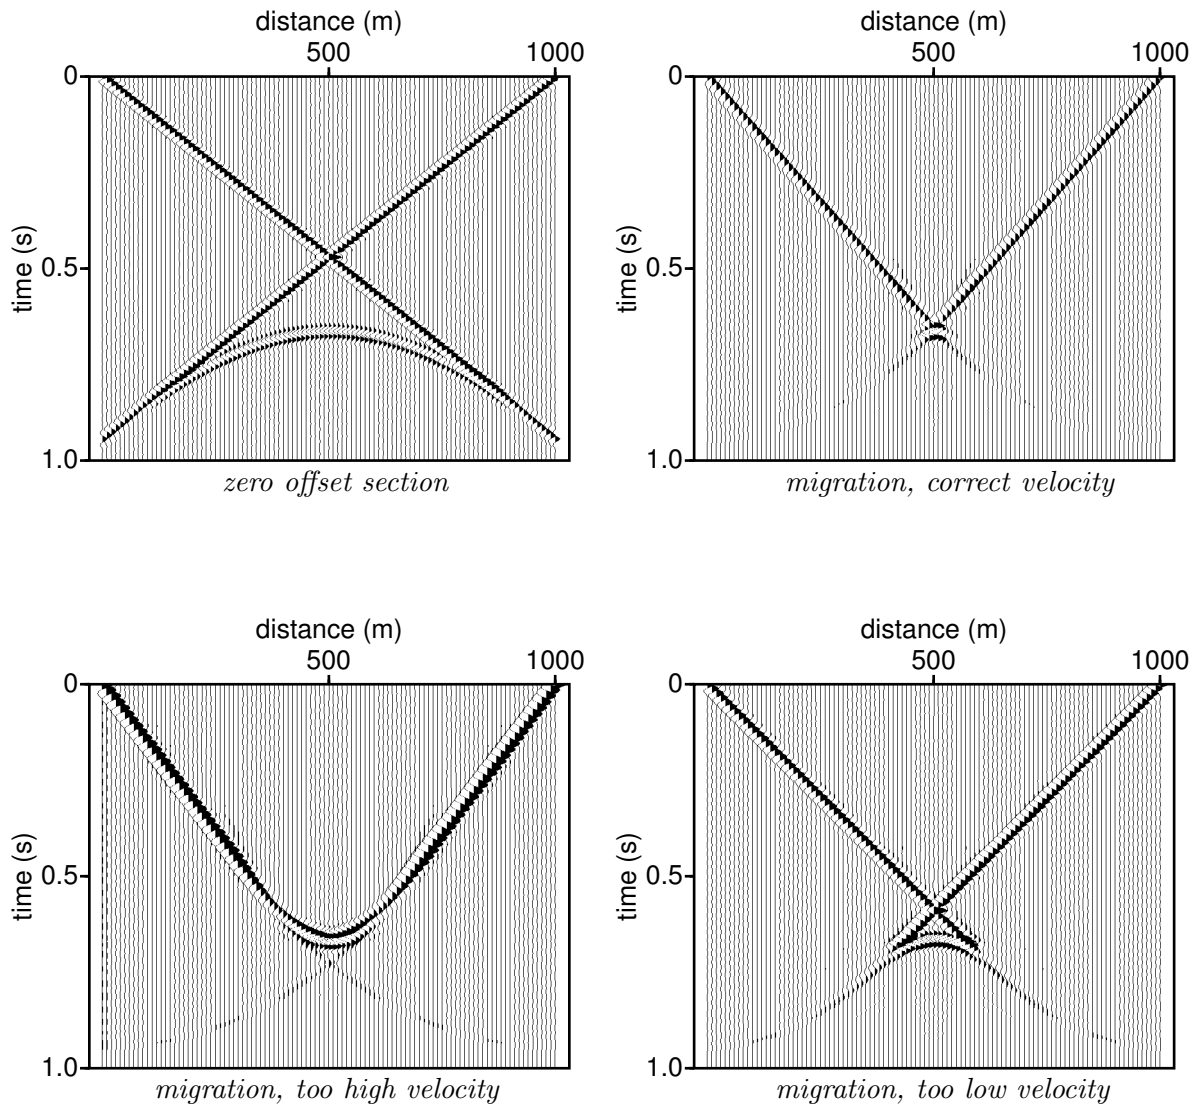 distance (m)
500 1000
0
time (s)
0.5
1.0
zero offset section
distance (m)
500 1000
0
time (s)
0.5
1.0
migration, correct velocity
distance (m)
500 1000
0
time (s)
0.5
1.0
migration, too high velocity
distance (m)
500 1000
0
time (s)
0.5
1.0
migration, too low velocity